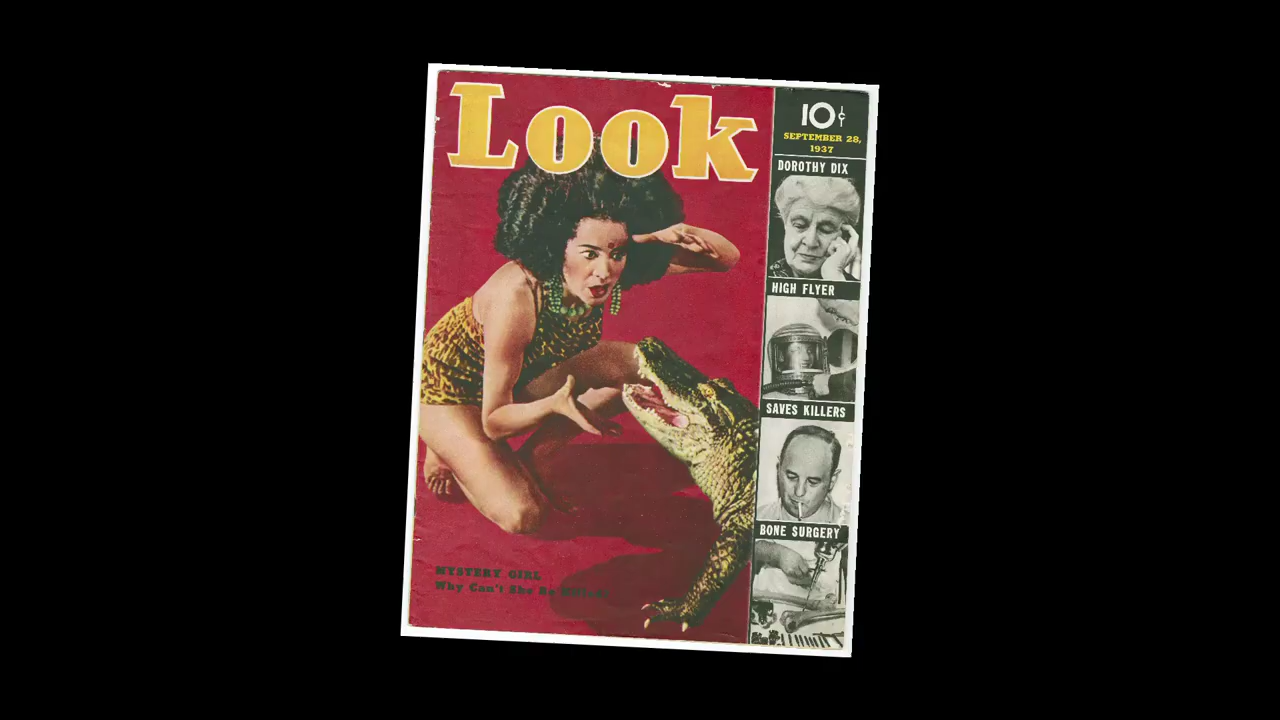 Look
10¢
SEPTEMBER 28,
1937
DOROTHY DIX
HIGH FLYER
SAVES KILLERS
BONE SURGERY
MYSTERY GIRL
Why Can't She Be Killed?